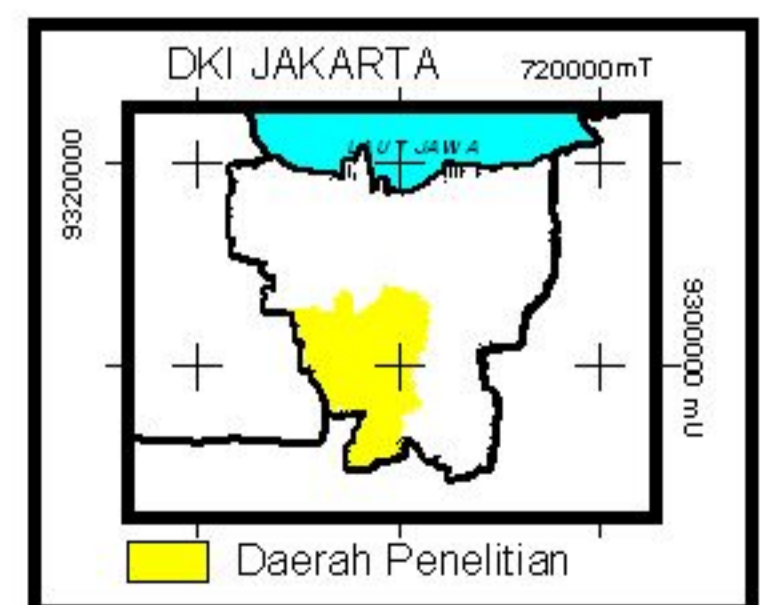 DKI JAKARTA
720000mT
9320000
LAUT JAWA
9300000 mU
Daerah Penelitian